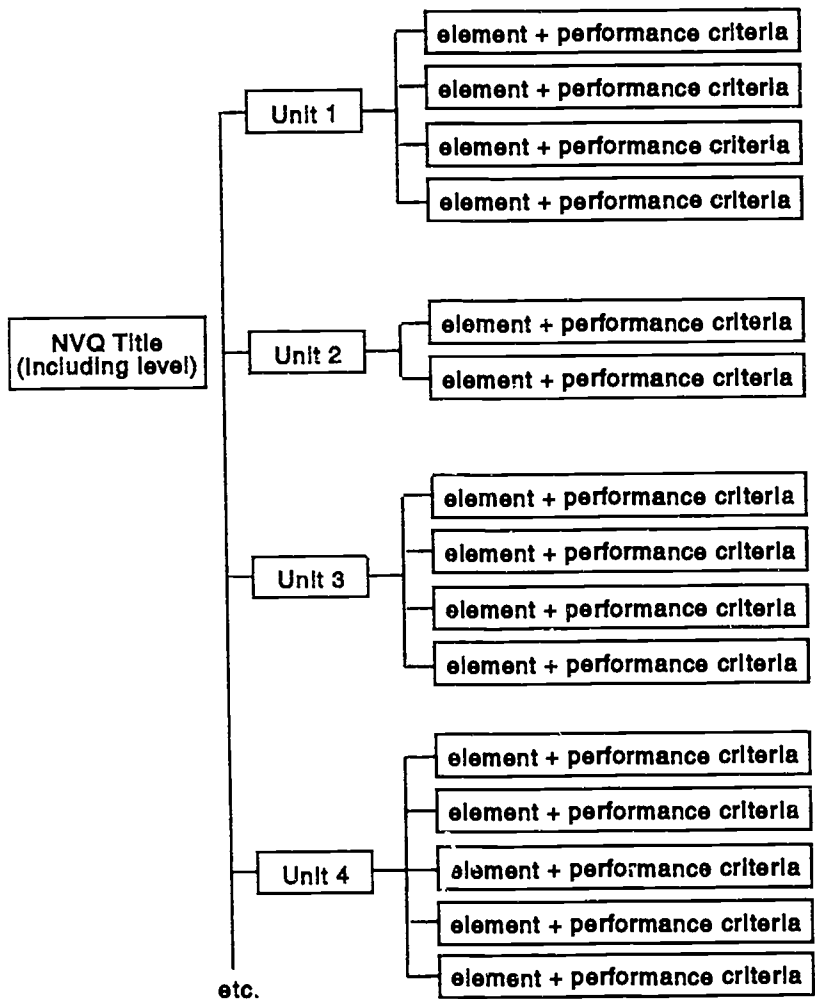 element + performance criteria
element + performance criteria
Unit 1
element + performance criteria
element + performance criteria
NVQ Title
(including level)
element + performance criteria
Unit 2
element + performance criteria
element + performance criteria
element + performance criteria
Unit 3
element + performance criteria
element + performance criteria
element + performance criteria
element + performance criteria
Unit 4
element + performance criteria
element + performance criteria
element + performance criteria
etc.